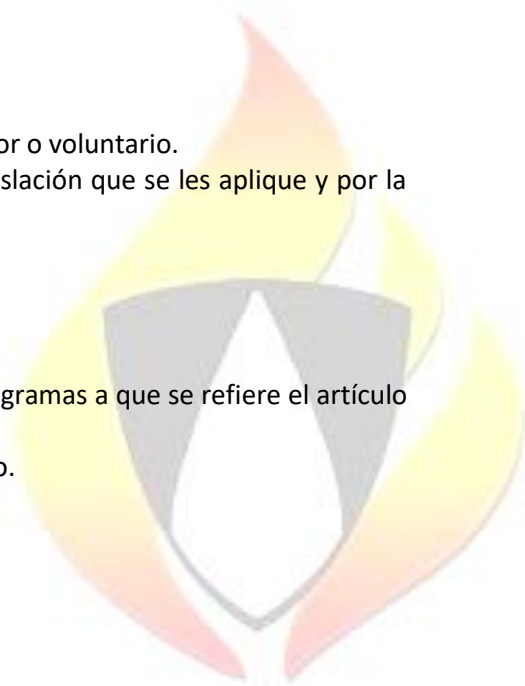 or o voluntario.
slación que se les aplique y por la
gramas a que se refiere el artículo
o.